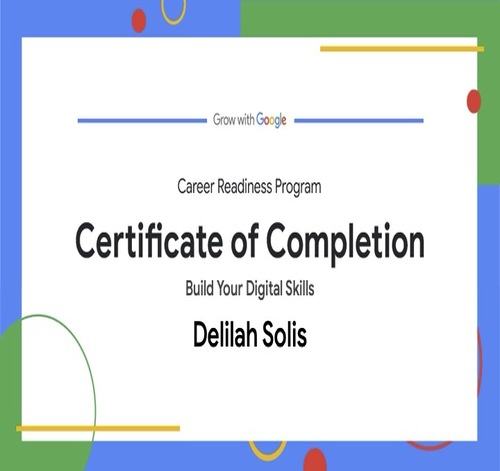 Grow with Google
Career Readiness Program
Certificate of Completion
Build Your Digital Skills
Delilah Solis